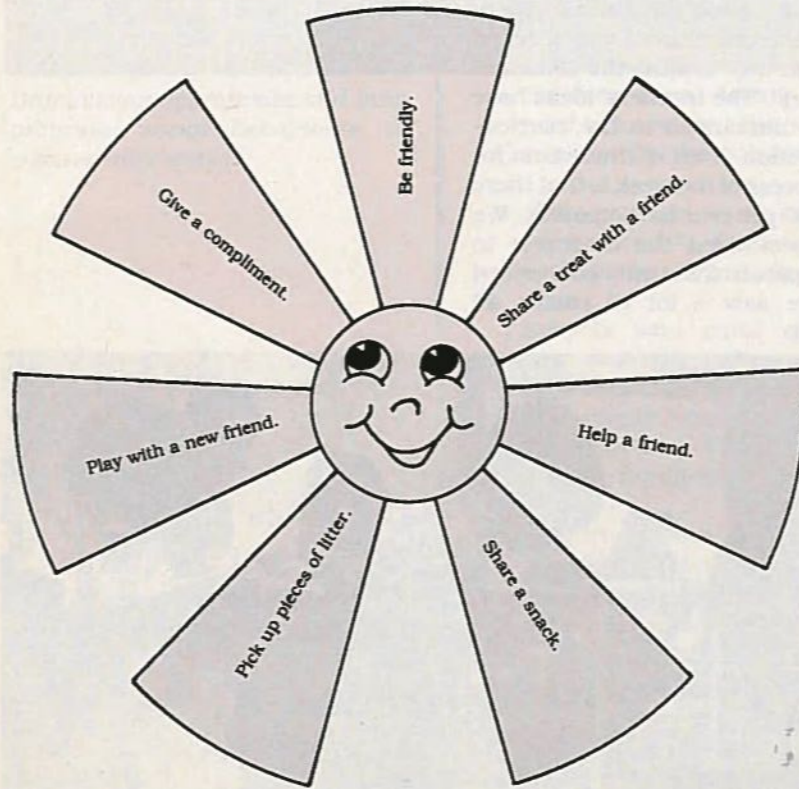 Be friendly.
Share a treat with a friend.
Help a friend.
Share a snack.
Pick up pieces of litter.
Play with a new friend.
Give a compliment.